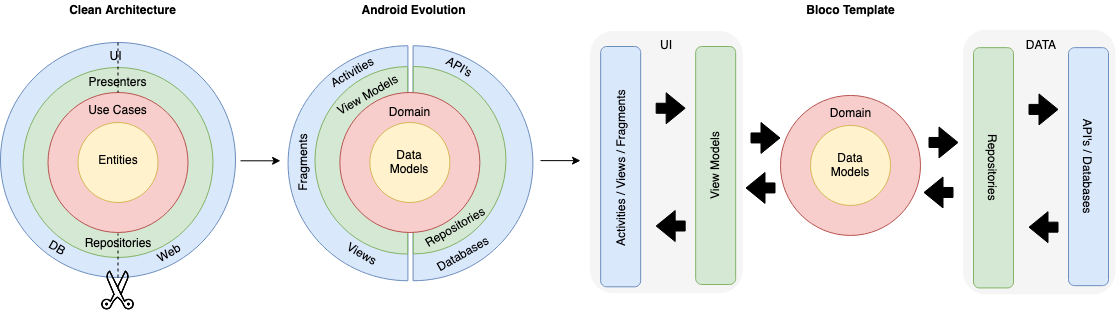 Clean Architecture
UI
Presenters
Use Cases
Entities
Repositories
DB
Web
Android Evolution
Activities
API's
View Models
Domain
Fragments
Data
Models
Repositories
Views
Databases
Bloco Template
UI
Activities / Views / Fragments
View Models
Domain
Data
Models
DATA
Repositories
API's / Databases